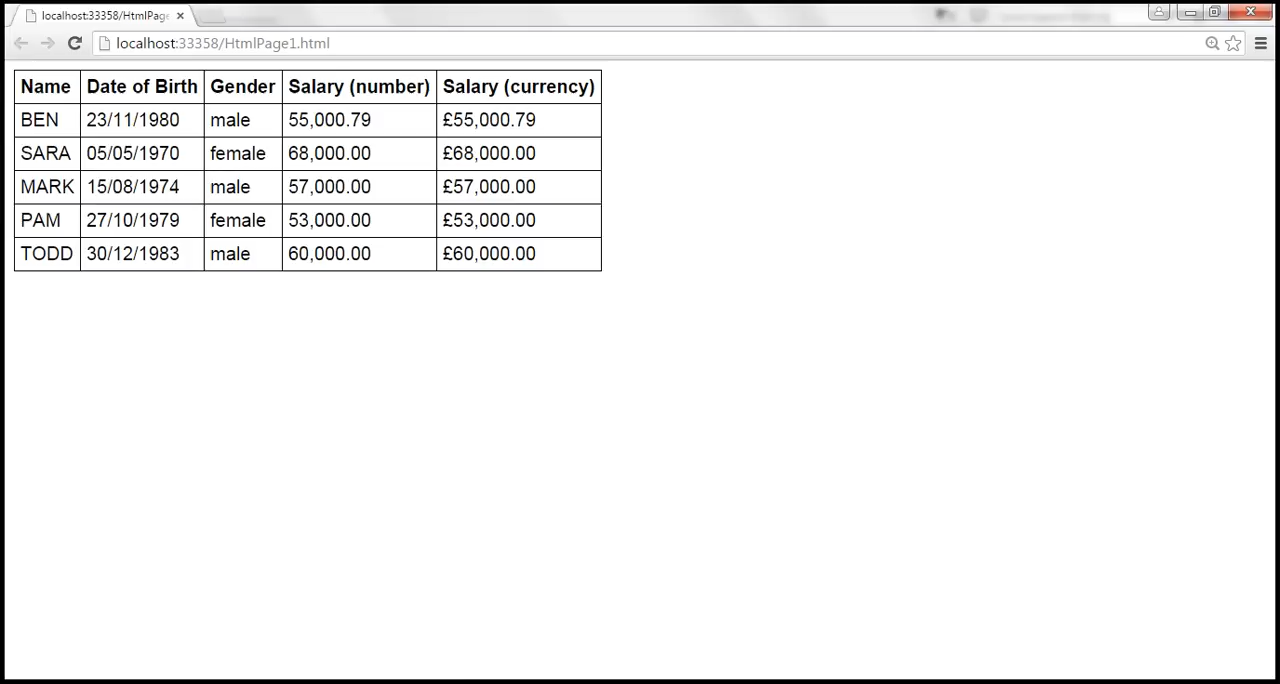 localhost:33358/HtmlPage
localhost:33358/HtmlPage1.html
Name Date of Birth Gender Salary (number) Salary (currency)
BEN 23/11/1980 male 55,000.79 £55,000.79
SARA 05/05/1970 female 68,000.00 £68,000.00
MARK 15/08/1974 male 57,000.00 £57,000.00
PAM 27/10/1979 female 53,000.00 £53,000.00
TODD 30/12/1983 male 60,000.00 £60,000.00